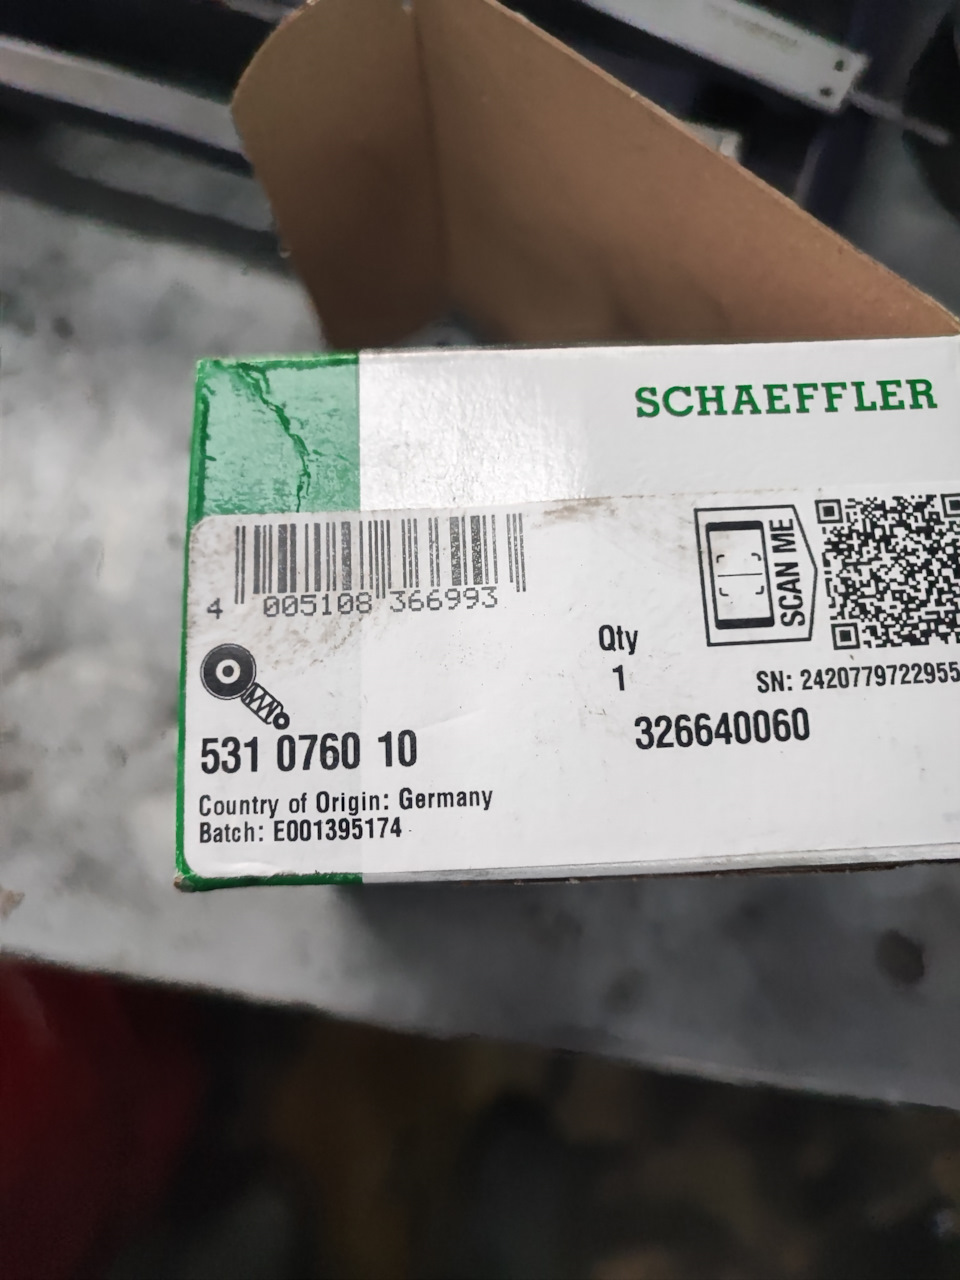 SCHAEFFLER
4 005108 366993
SCAN ME
Qty
1
SN: 2420779722955
531 0760 10
326640060
Country of Origin: Germany
Batch: E001395174